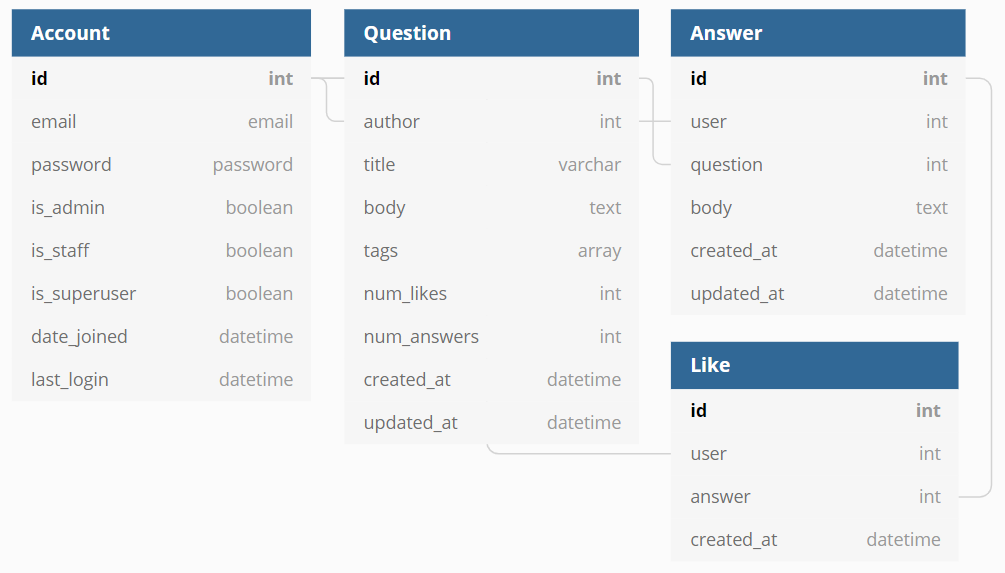 Account
id int
email email
password password
is_admin boolean
is_staff boolean
is_superuser boolean
date_joined datetime
last_login datetime
Question
id int
author int
title varchar
body text
tags array
num_likes int
num_answers int
created_at datetime
updated_at datetime
Answer
id int
user int
question int
body text
created_at datetime
updated_at datetime
Like
id int
user int
answer int
created_at datetime